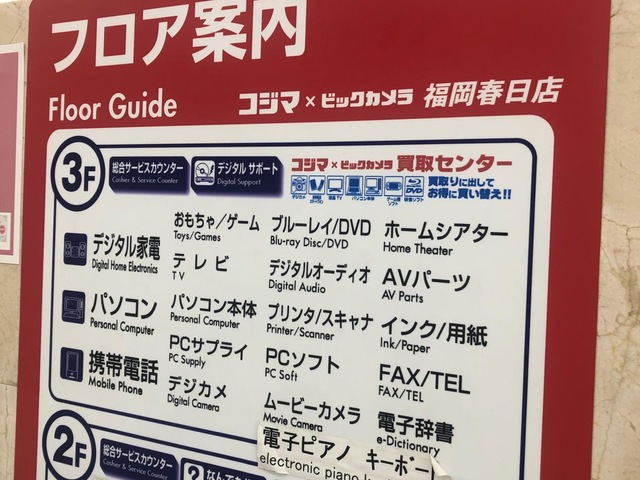 フロア案内
Floor Guide
コジマ×ビックカメラ 福岡春日店
3F
総合サービスカウンター
Cashier & Service Counter
デジタル サポート
Digital Support
コジマ×ビックカメラ 買取センター
買取りに出して
お得に買い替え!!
デジタル家電
Digital Home Electronics
おもちゃ/ゲーム
Toys/Games
ブルーレイ/DVD
Blu-ray Disc/DVD
ホームシアター
Home Theater
テレビ
TV
デジタルオーディオ
Digital Audio
AVパーツ
AV Parts
パソコン
Personal Computer
パソコン本体
Personal Computer
プリンタ/スキャナ
Printer/Scanner
インク/用紙
Ink/Paper
携帯電話
Mobile Phone
PCサプライ
PC Supply
PCソフト
PC Soft
FAX/TEL
FAX/TEL
デジカメ
Digital Camera
ムービーカメラ
Movie Camera
電子辞書
e-Dictionary
電子ピアノ キーボード
electronic piano
2F
総合サービスカウンター
Cashier & Service Counter
?
なんでも